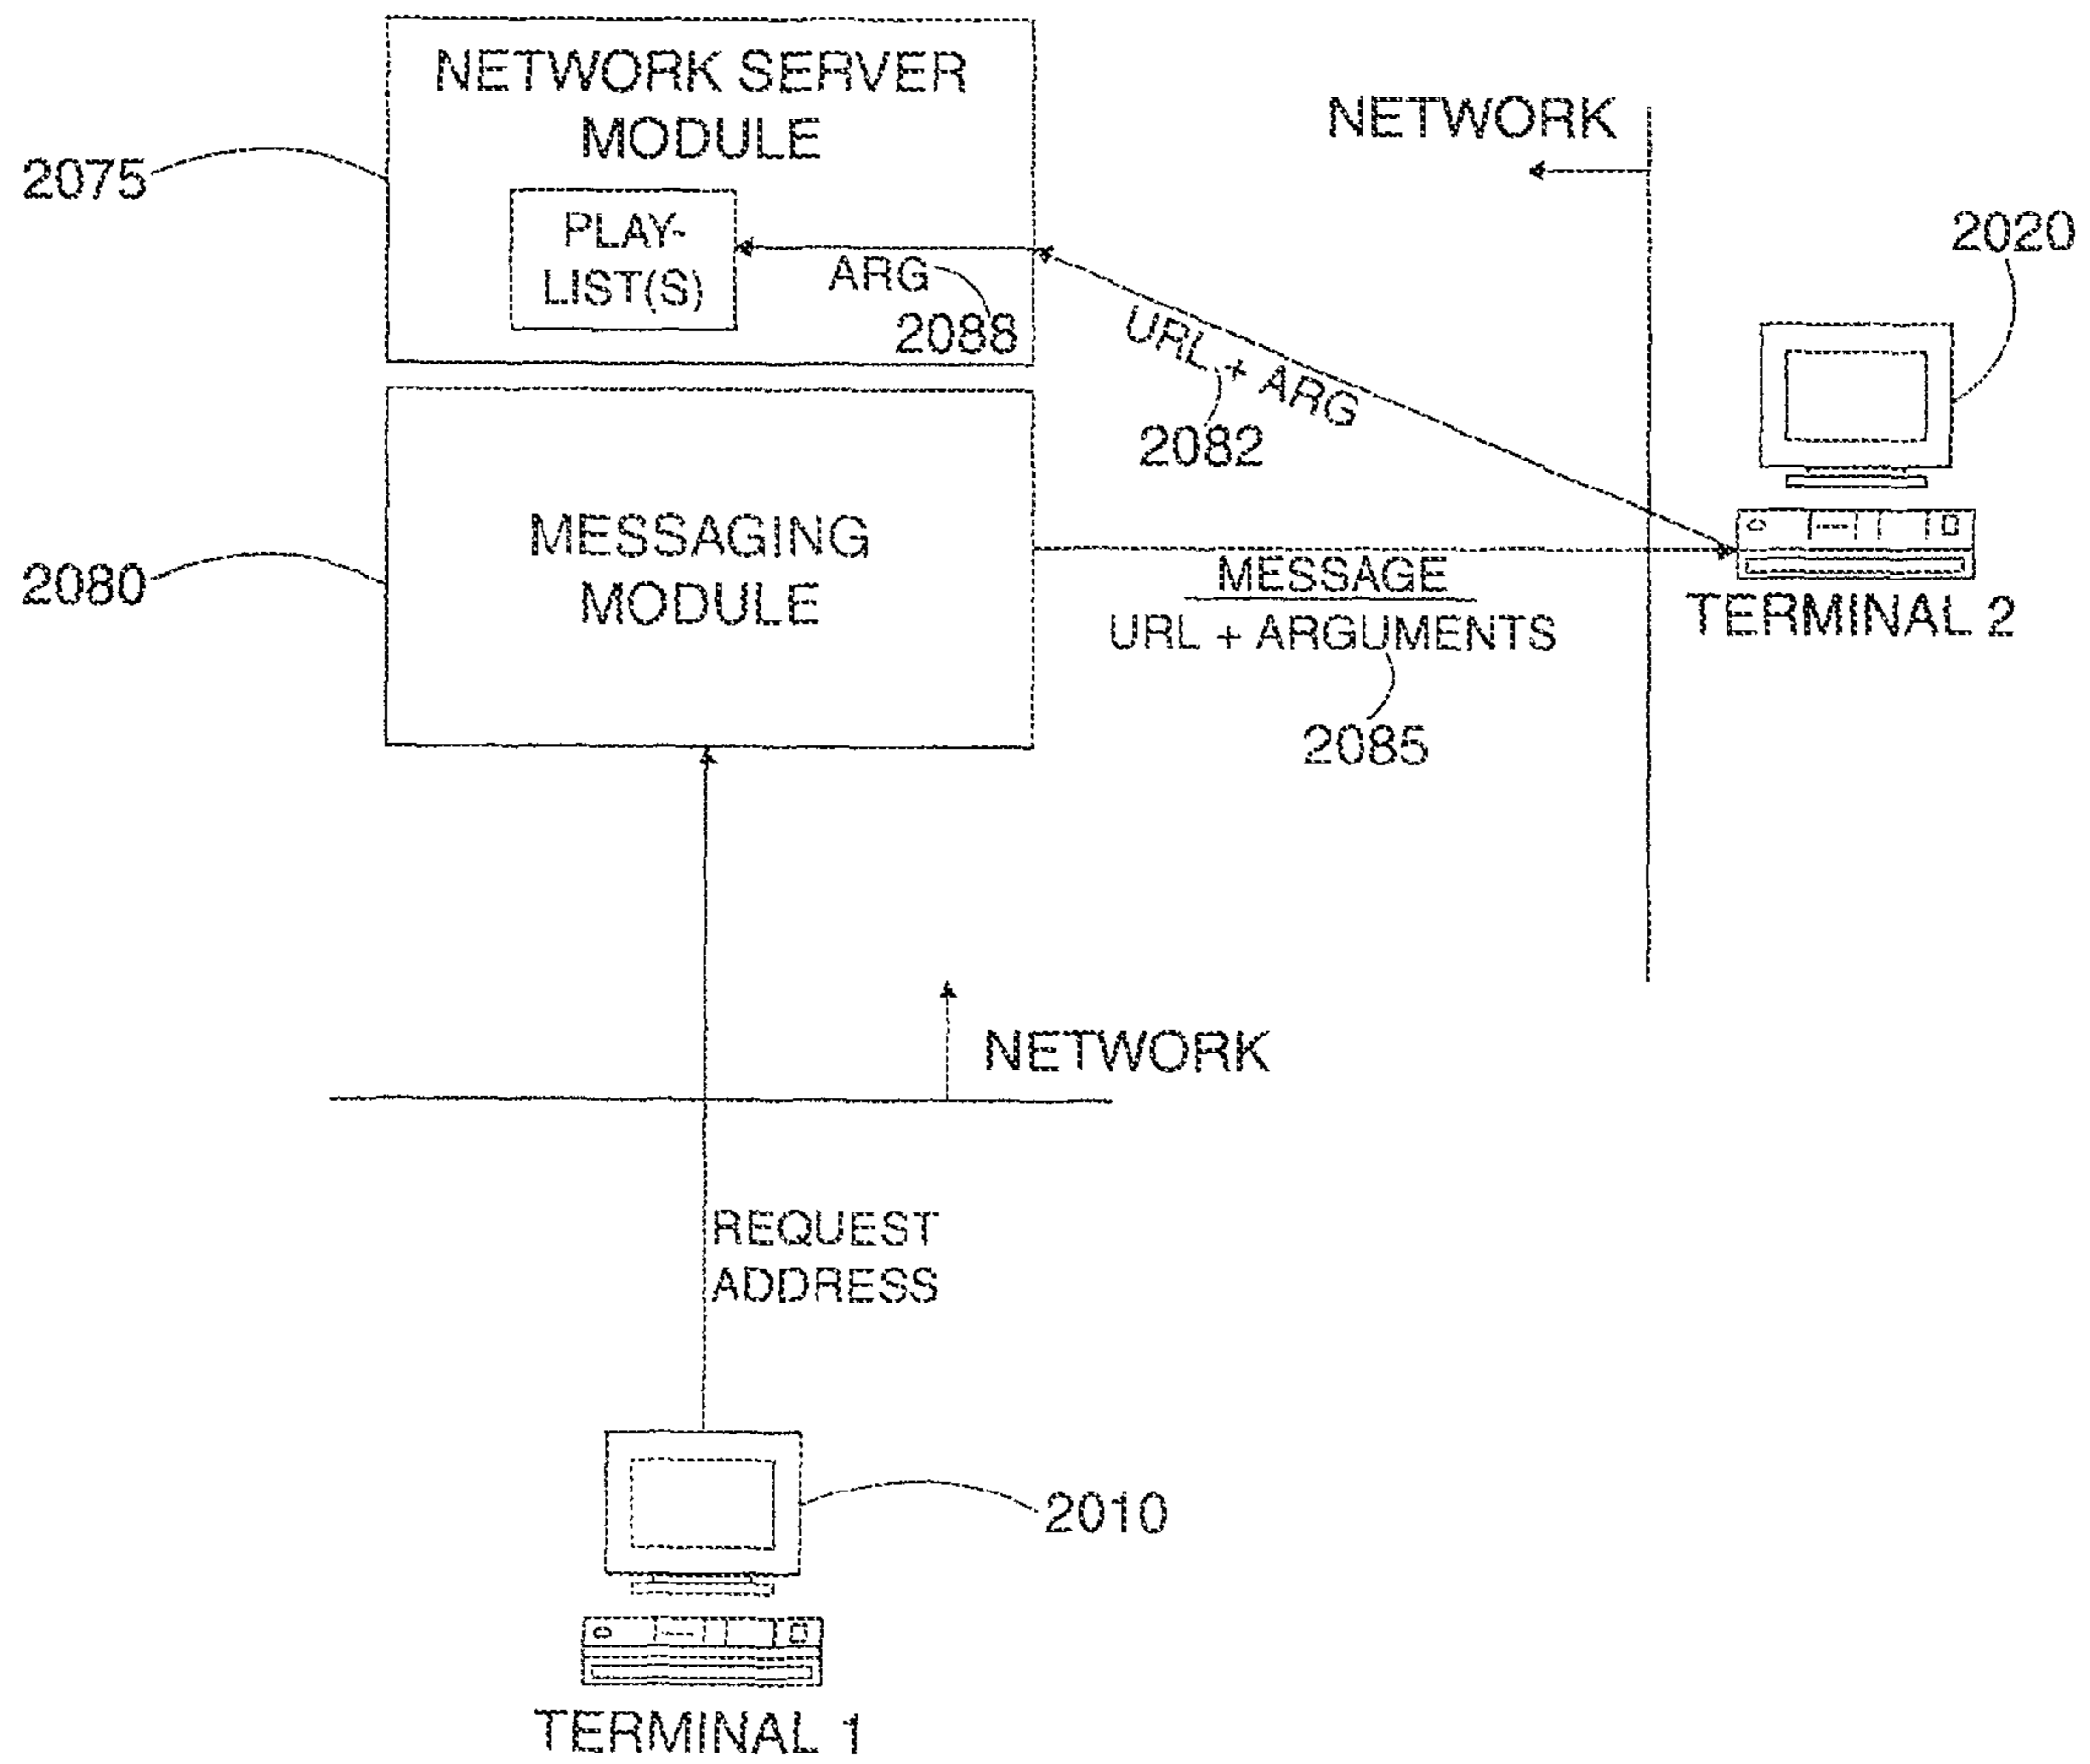 NETWORK SERVER
MODULE
2075
PLAY-
LIST(S)
ARG
2088
NETWORK
2020
URL + ARG
2082
MESSAGING
MODULE
2080
MESSAGE
URL + ARGUMENTS
2085
TERMINAL 2
NETWORK
REQUEST
ADDRESS
2010
TERMINAL 1